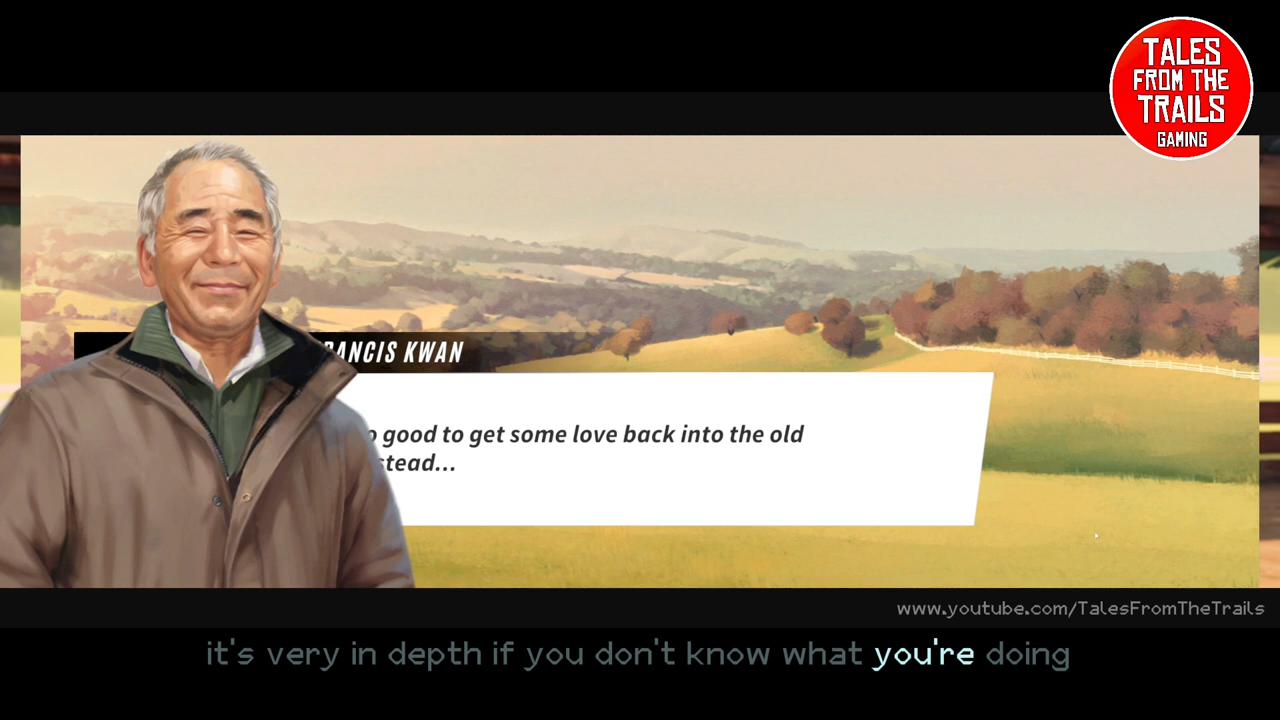 TALES
FROM THE
TRAILS
GAMING
RANCIS KWAN
o good to get some love back into the old
stead...
www.youtube.com/TalesFromTheTrails
it's very in depth if you don't know what you're doing